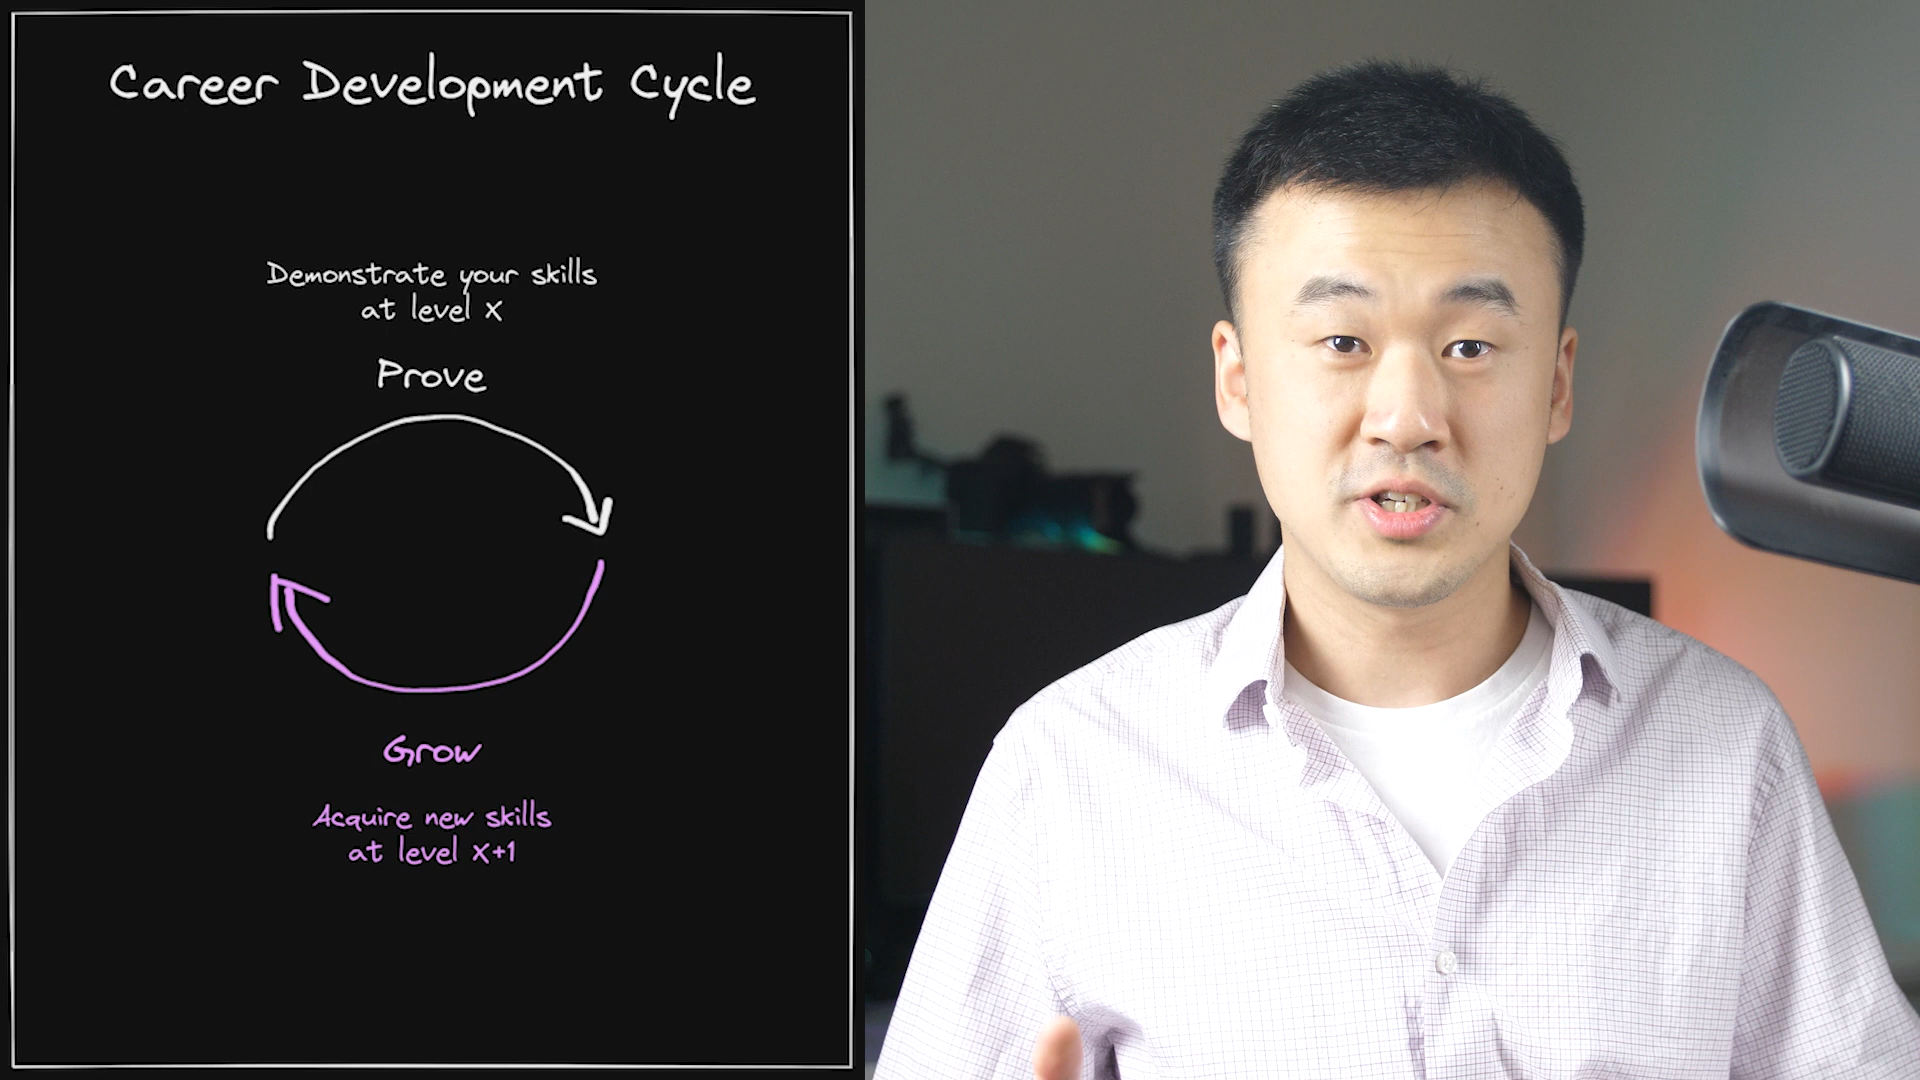 Career Development Cycle
Demonstrate your skills
at level x
Prove
Grow
Acquire new skills
at level x+1